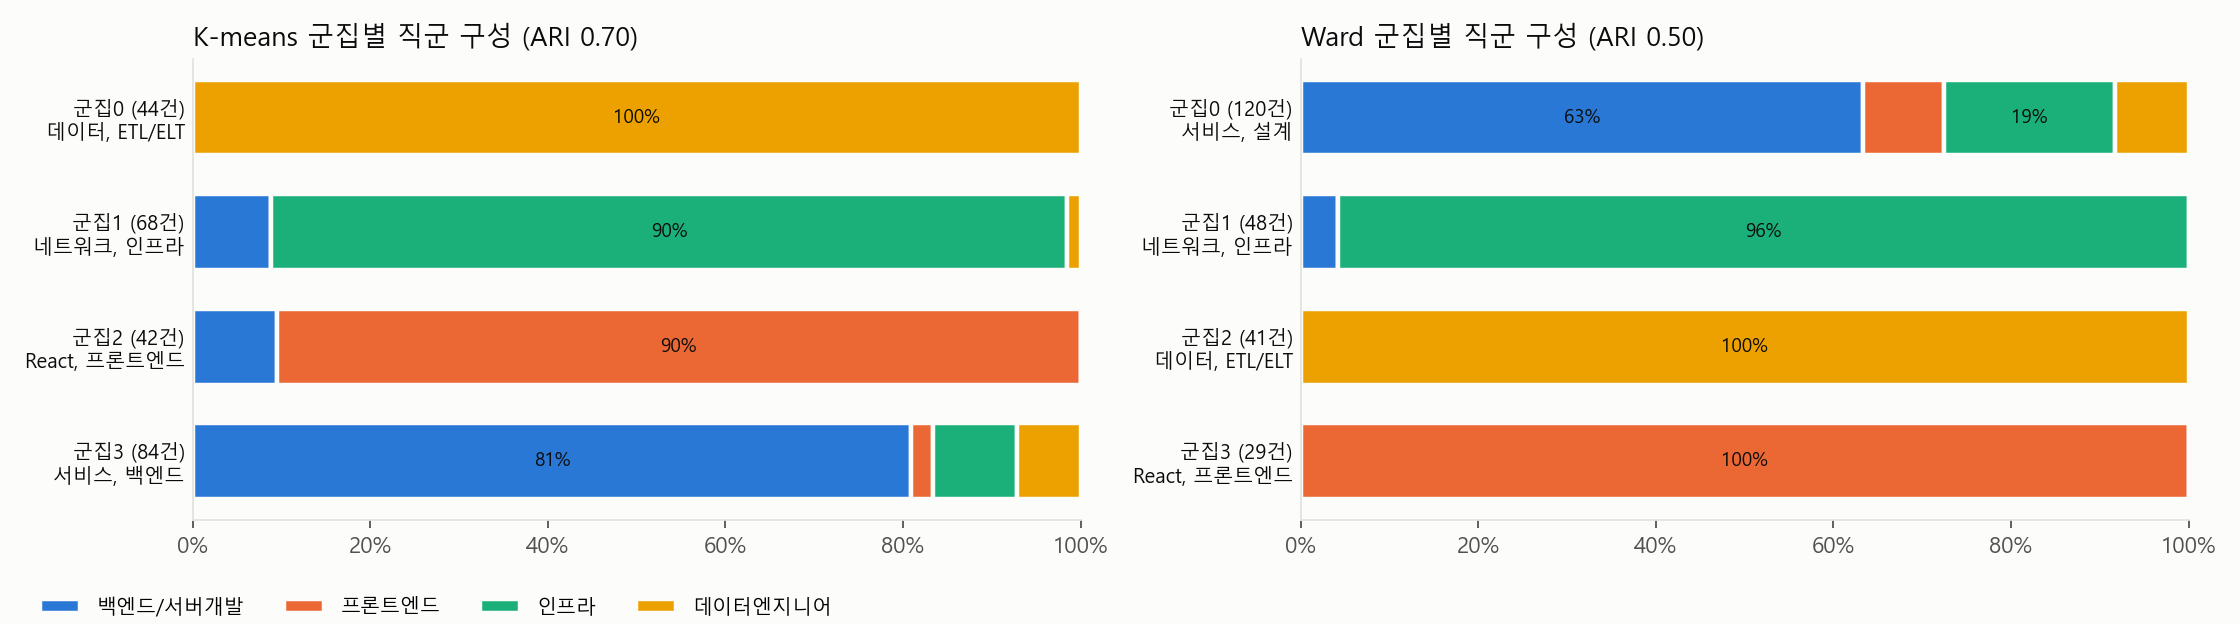 K-means 군집별 직군 구성 (ARI 0.70)
군집0 (44건)
데이터, ETL/ELT
100%
군집1 (68건)
네트워크, 인프라
90%
군집2 (42건)
React, 프론트엔드
90%
군집3 (84건)
서비스, 백엔드
81%
0% 20% 40% 60% 80% 100%
Ward 군집별 직군 구성 (ARI 0.50)
군집0 (120건)
서비스, 설계
63% 19%
군집1 (48건)
네트워크, 인프라
96%
군집2 (41건)
데이터, ETL/ELT
100%
군집3 (29건)
React, 프론트엔드
100%
0% 20% 40% 60% 80% 100%
백엔드/서버개발 프론트엔드 인프라 데이터엔지니어